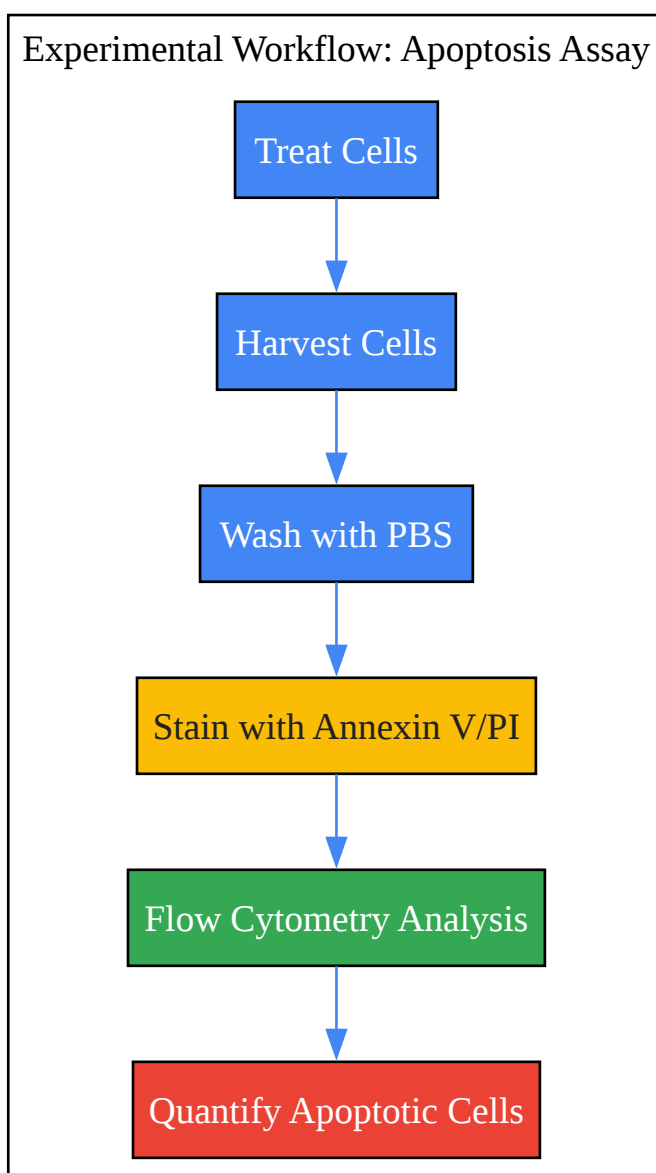 Experimental Workflow: Apoptosis Assay
Treat Cells
Harvest Cells
Wash with PBS
Stain with Annexin V/PI
Flow Cytometry Analysis
Quantify Apoptotic Cells